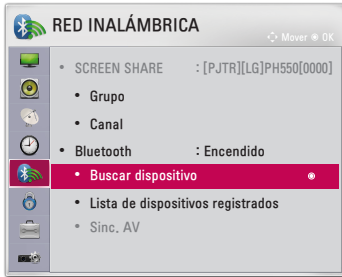 RED INALÁMBRICA
Mover ◉ OK
• SCREEN SHARE : [PJTR][LG]PH550[0000]
• Grupo
• Canal
• Bluetooth : Encendido
• Buscar dispositivo ◉
• Lista de dispositivos registrados
• Sinc. AV